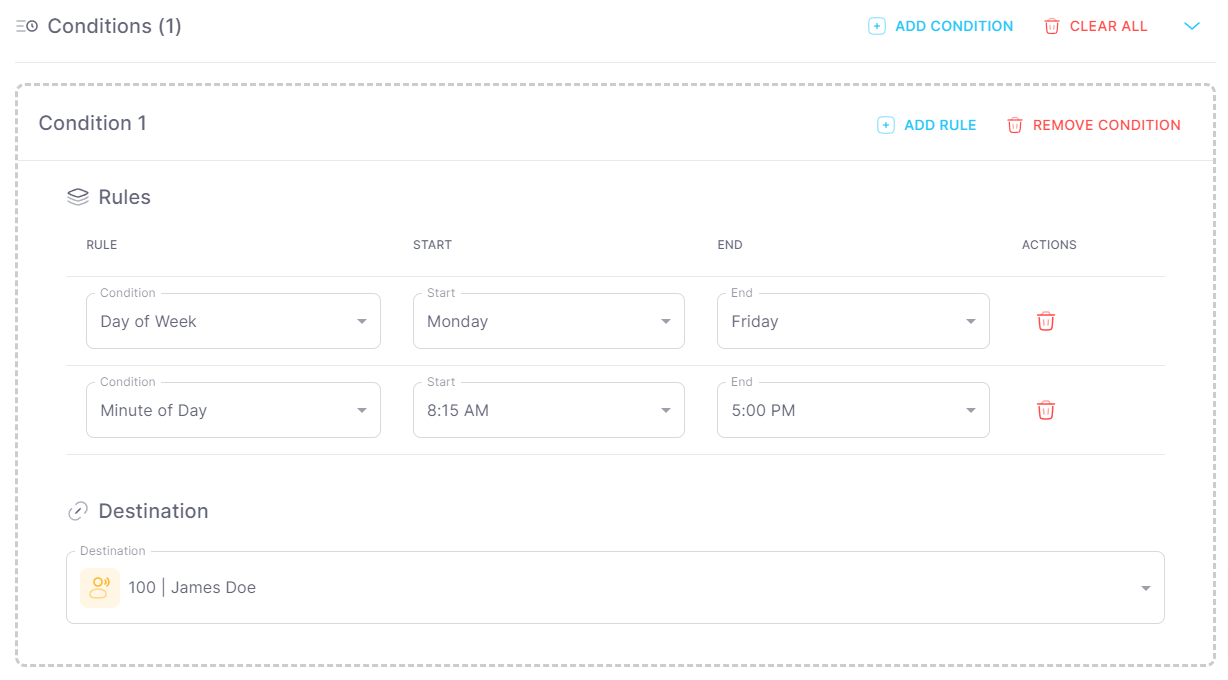 Conditions (1)
ADD CONDITION
CLEAR ALL
Condition 1
ADD RULE
REMOVE CONDITION
Rules
RULE START END ACTIONS
Condition Start End
Day of Week Monday Friday
Condition Start End
Minute of Day 8:15 AM 5:00 PM
Destination
Destination
100 | James Doe